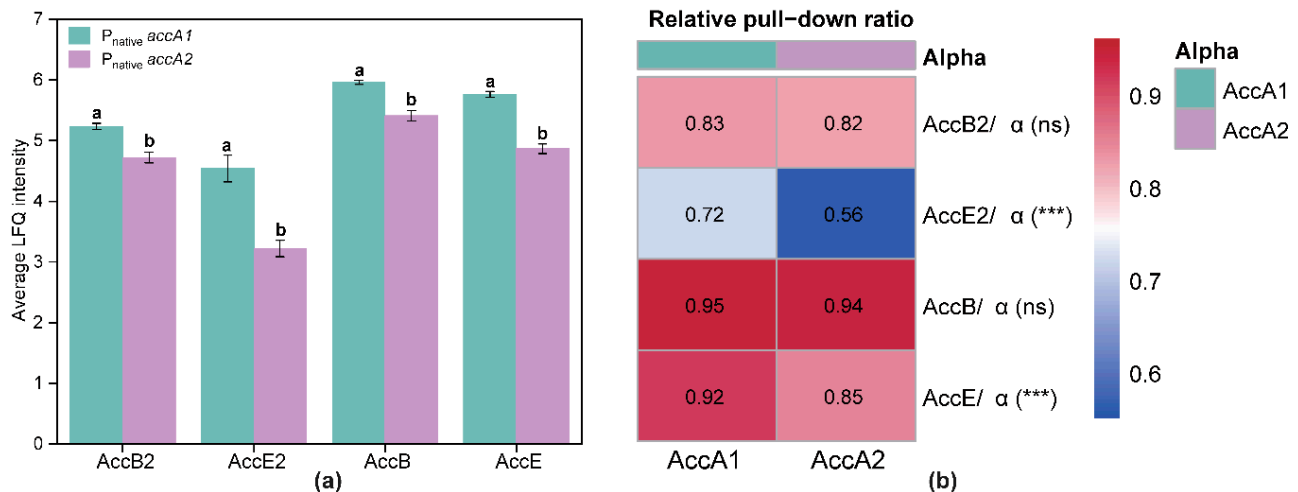 7
6
5
4
3
2
1
0
Average LFQ intensity
Pnative accA1
Pnative accA2
a
b
a
b
a
b
a
b
AccB2
AccE2
AccB
AccE
(a)
Relative pull−down ratio
Alpha
0.83
0.82
AccB2/ α (ns)
0.72
0.56
AccE2/ α (***)
0.95
0.94
AccB/ α (ns)
0.92
0.85
AccE/ α (***)
AccA1
AccA2
(b)
0.9
0.8
0.7
0.6
Alpha
AccA1
AccA2